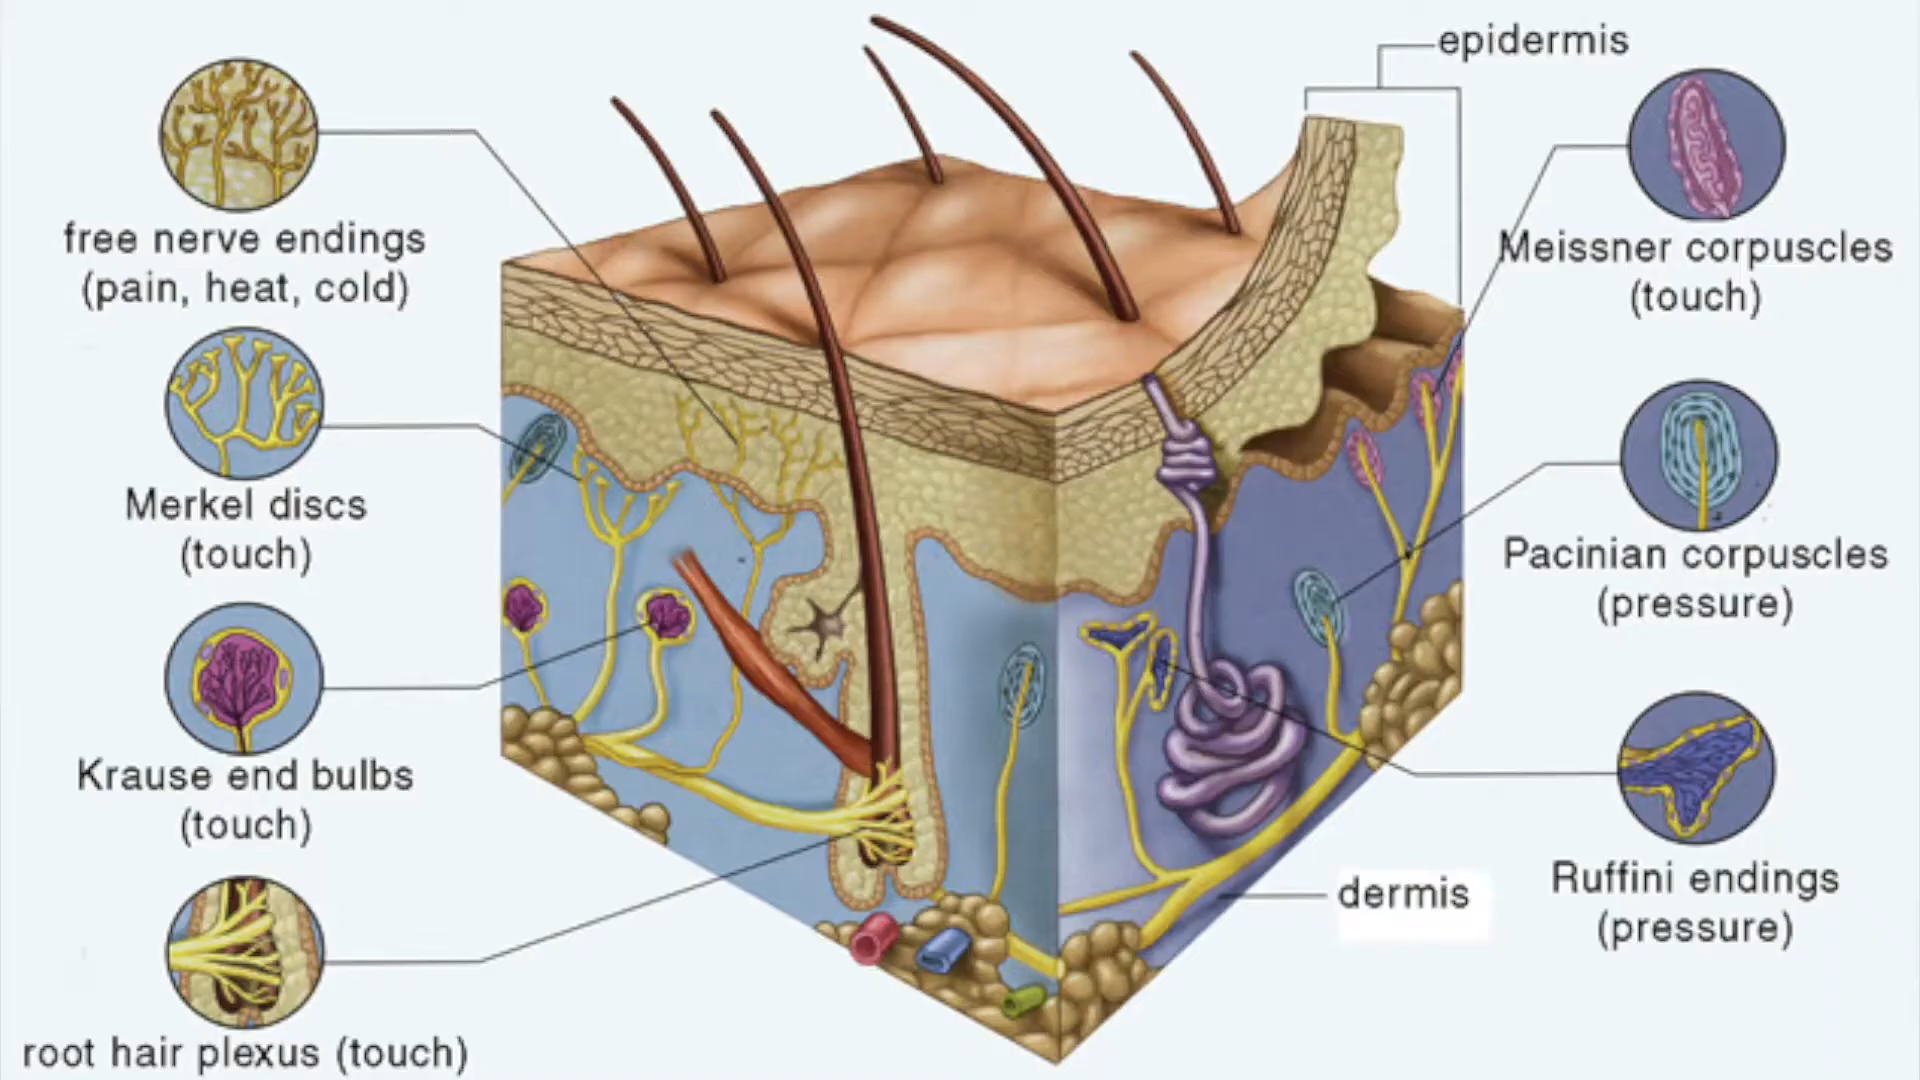 epidermis
free nerve endings
(pain, heat, cold)
Merkel discs
(touch)
Krause end bulbs
(touch)
root hair plexus (touch)
Meissner corpuscles
(touch)
Pacinian corpuscles
(pressure)
Ruffini endings
(pressure)
dermis